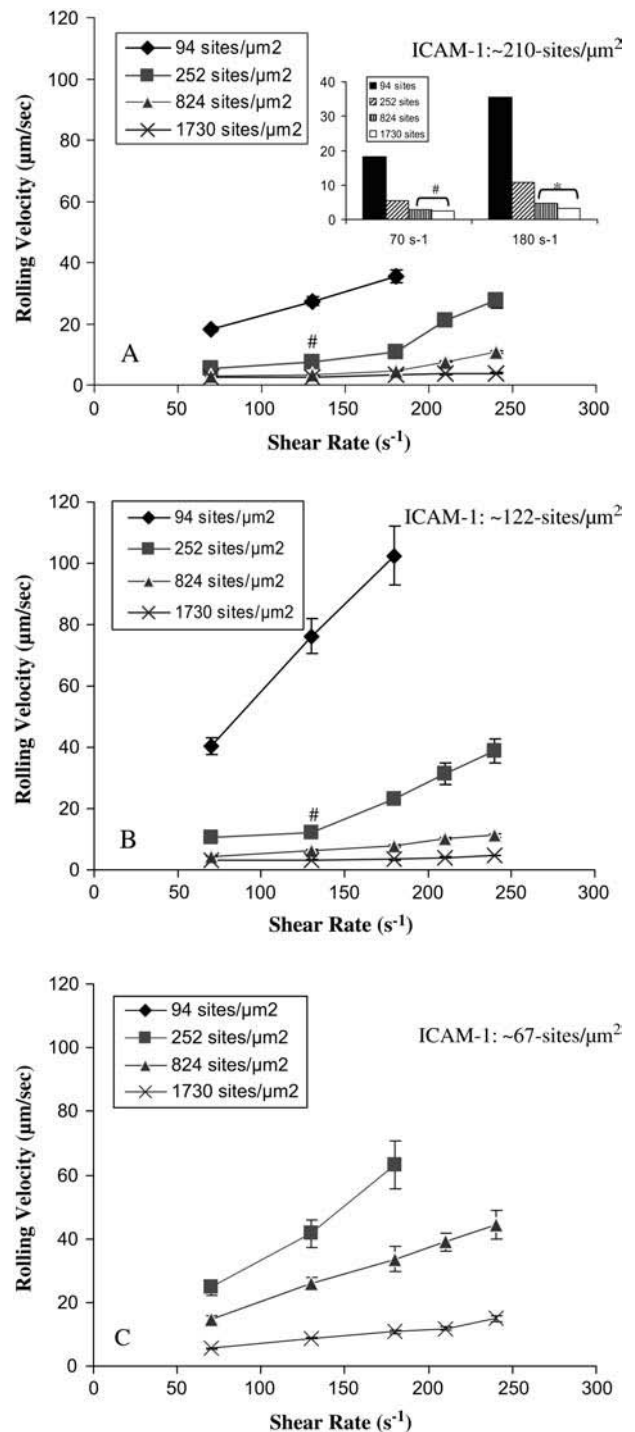 120
100
80
60
40
20
0
Rolling Velocity (µm/sec)
94 sites/µm2
252 sites/µm2
824 sites/µm2
1730 sites/µm2
ICAM-1:~210-sites/µm²
94 sites
252 sites
824 sites
1730 sites
40
30
20
10
0
#
*
70 s-1
180 s-1
#
A
0
50
100
150
200
250
300
Shear Rate (s⁻¹)
120
100
80
60
40
20
0
Rolling Velocity (µm/sec)
94 sites/µm2
252 sites/µm2
824 sites/µm2
1730 sites/µm2
ICAM-1: ~122-sites/µm²
#
B
0
50
100
150
200
250
300
Shear Rate (s⁻¹)
120
100
80
60
40
20
0
Rolling Velocity (µm/sec)
94 sites/µm2
252 sites/µm2
824 sites/µm2
1730 sites/µm2
ICAM-1: ~67-sites/µm²
C
0
50
100
150
200
250
300
Shear Rate (s⁻¹)